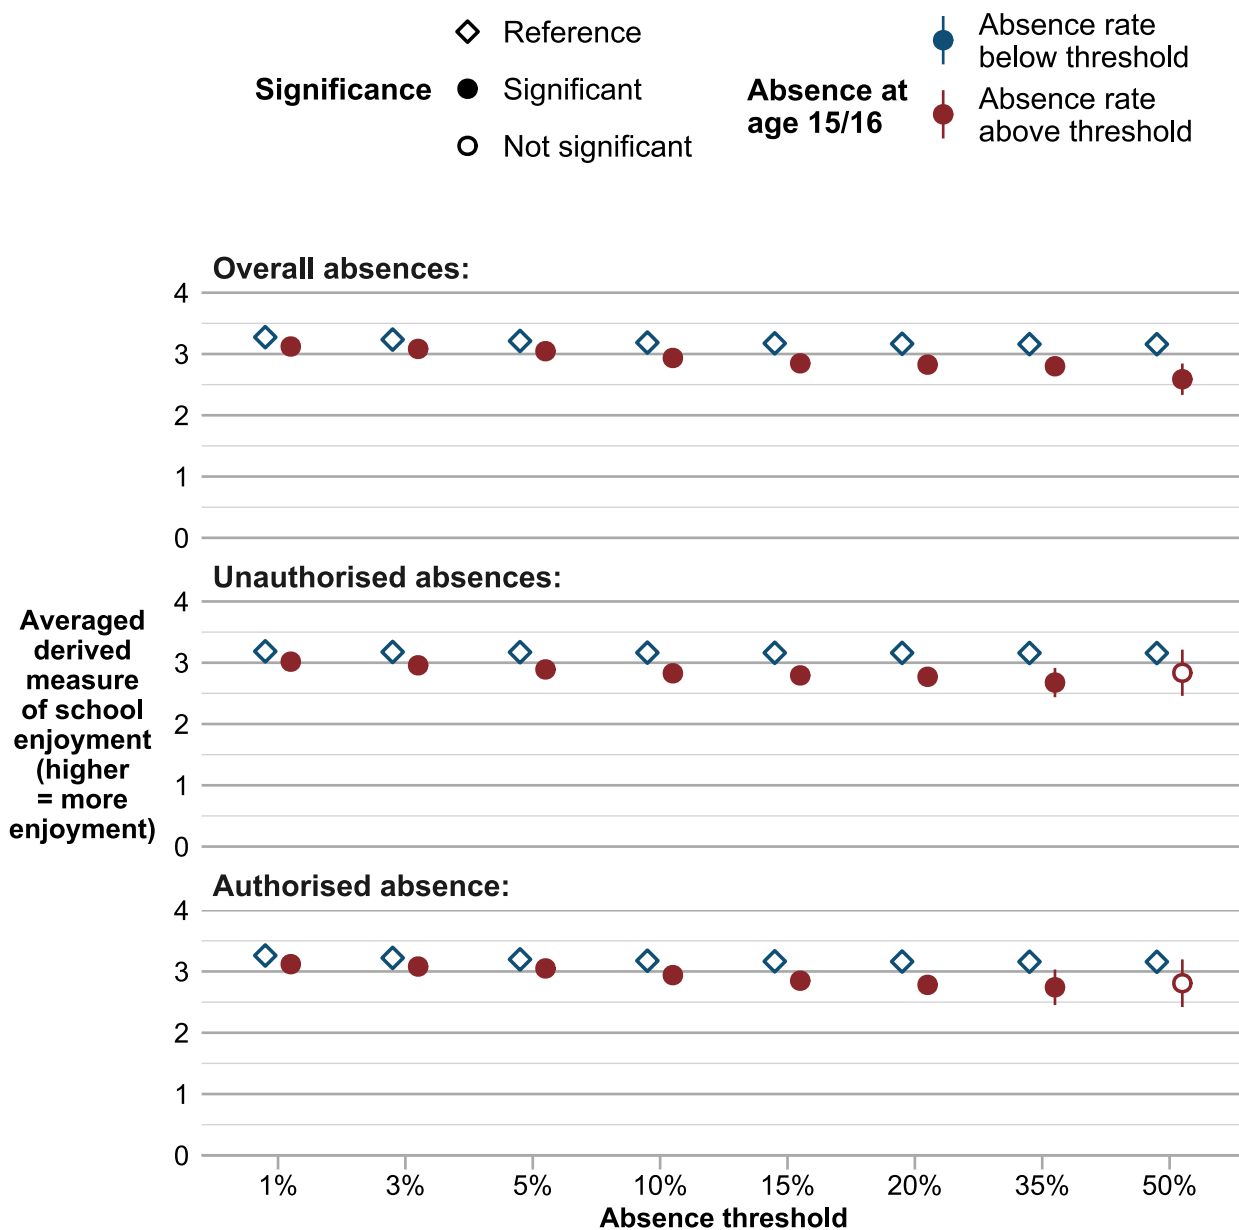 Significance
Reference
Significant
Not significant
Absence at
age 15/16
Absence rate
below threshold
Absence rate
above threshold
Overall absences:
4
3
2
1
0
Unauthorised absences:
4
3
2
1
0
Averaged
derived
measure
of school
enjoyment
(higher
= more
enjoyment)
Authorised absence:
4
3
2
1
0
1% 3% 5% 10% 15% 20% 35% 50%
Absence threshold